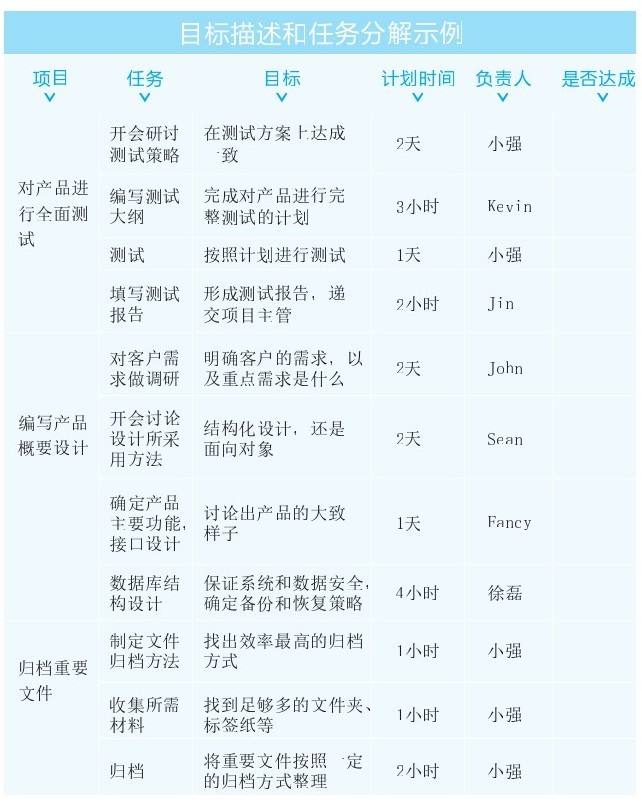 目标描述和任务分解示例
项目 任务 目标 计划时间 负责人 是否达成
对产品进
行全面测
试
开会研讨
测试策略
在测试方案上达成
一致
2天
小强
编写测试
大纲
完成对产品进行完
整测试的计划
3小时
Kevin
测试
按照计划进行测试
1天
小强
填写测试
报告
形成测试报告，递
交项目主管
2小时
Jin
编写产品
概要设计
对客户需
求做调研
明确客户的需求，以
及重点需求是什么
2天
John
开会讨论
设计所采
用方法
结构化设计，还是
面向对象
2天
Sean
确定产品
主要功能，
接口设计
讨论出产品的大致
样子
1天
Fancy
数据库结
构设计
保证系统和数据安全，
确定备份和恢复策略
4小时
徐磊
归档重要
文件
制定文件
归档方法
找出效率最高的归档
方式
1小时
小强
收集所需
材料
找到足够多的文件夹、
标签纸等
1小时
小强
归档
将重要文件按照一定
的归档方式整理
2小时
小强